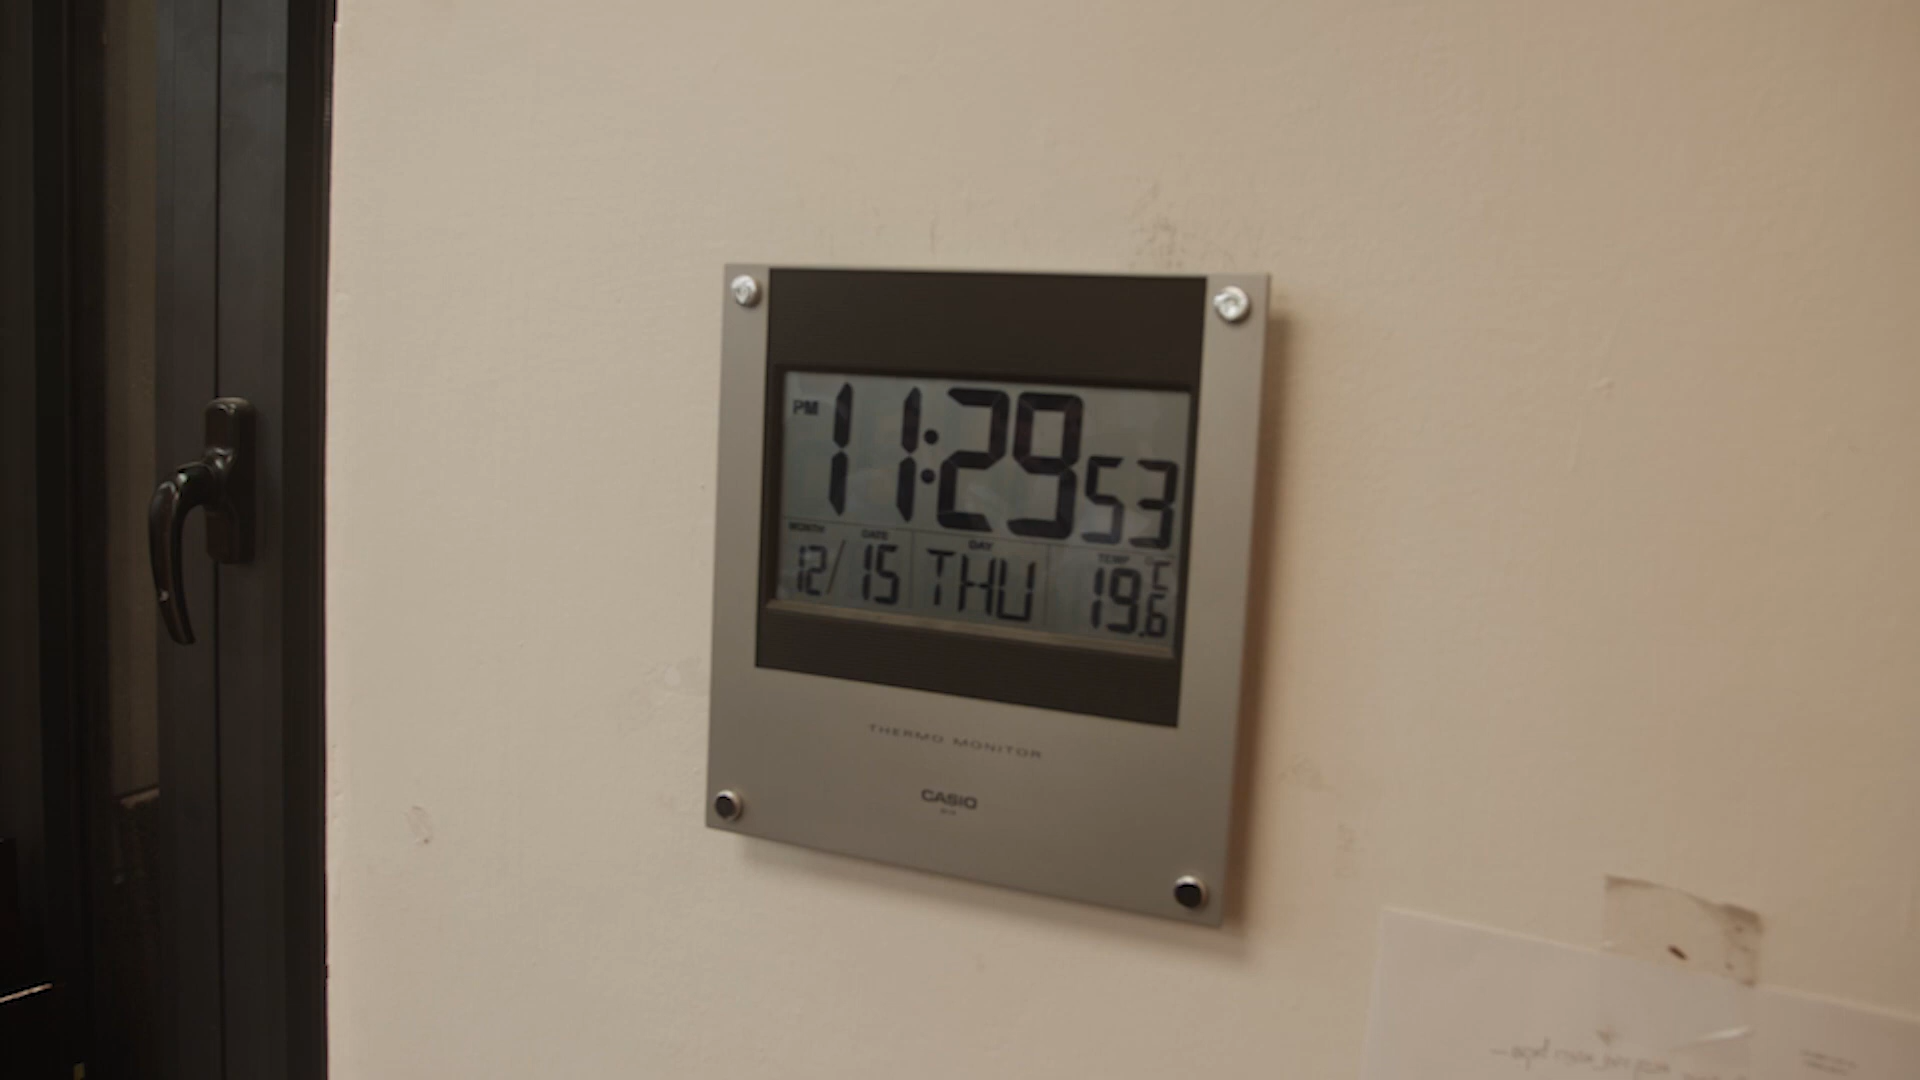 PM 11:29 53
MONTH DATE DAY TEMP °C
12/15 THU 19.6
THERMO MONITOR
CASIO